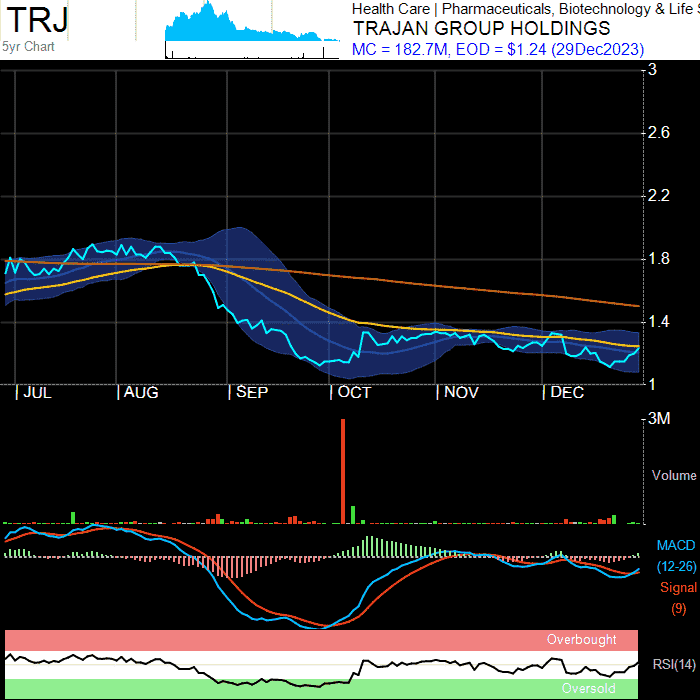 TRJ
5yr Chart
Health Care | Pharmaceuticals, Biotechnology & Life S
TRAJAN GROUP HOLDINGS
MC = 182.7M, EOD = $1.24 (29Dec2023)
3
2.6
2.2
1.8
1.4
1
| JUL | AUG | SEP | OCT | NOV | DEC
3M
Volume
MACD
(12-26)
Signal
(9)
Overbought
RSI(14)
Oversold